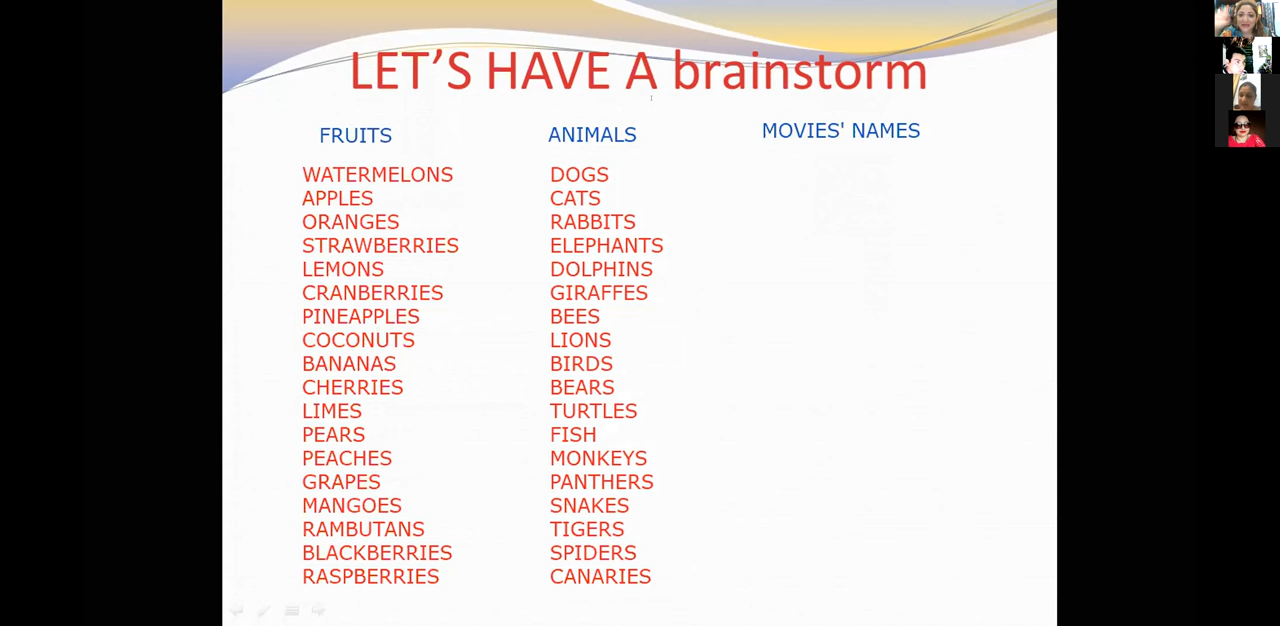 LET'S HAVE A brainstorm
FRUITS
WATERMELONS
APPLES
ORANGES
STRAWBERRIES
LEMONS
CRANBERRIES
PINEAPPLES
COCONUTS
BANANAS
CHERRIES
LIMES
PEARS
PEACHES
GRAPES
MANGOES
RAMBUTANS
BLACKBERRIES
RASPBERRIES
ANIMALS
DOGS
CATS
RABBITS
ELEPHANTS
DOLPHINS
GIRAFFES
BEES
LIONS
BIRDS
BEARS
TURTLES
FISH
MONKEYS
PANTHERS
SNAKES
TIGERS
SPIDERS
CANARIES
MOVIES' NAMES